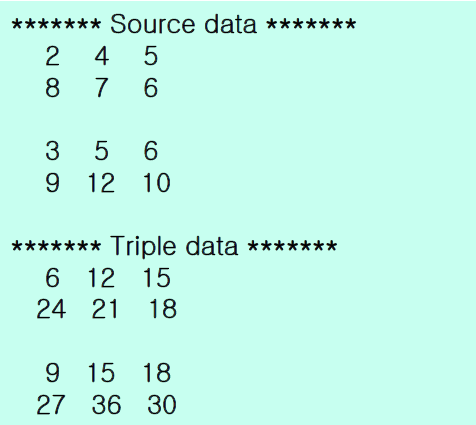 ******* Source data *******
2 4 5
8 7 6
3 5 6
9 12 10
******* Triple data *******
6 12 15
24 21 18
9 15 18
27 36 30